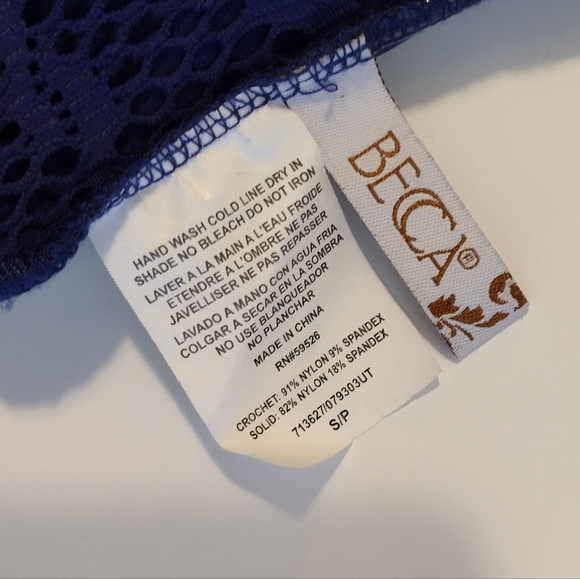 HAND WASH COLD LINE DRY IN
SHADE NO BLEACH DO NOT IRON
LAVER A LA MAIN A L'EAU FROIDE
ETENDRE A L'OMBRE NE PAS
JAVELLISER NE PAS REPASSER
LAVADO A MANO CON AGUA FRIA
COLGAR A SECAR EN LA SOMBRA
NO USE BLANQUEADOR
NO PLANCHAR
MADE IN CHINA
RN#59526
CROCHET: 91% NYLON 9% SPANDEX
SOLID: 82% NYLON 18% SPANDEX
713627/079303UT
S/P
BECCA®